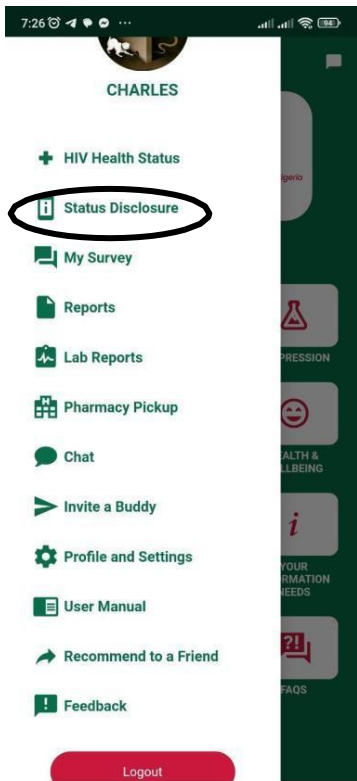 7:26
94
CHARLES
HIV Health Status
igeria
Status Disclosure
My Survey
Reports
Lab Reports
PRESSION
Pharmacy Pickup
Chat
EALTH &
LLBEING
Invite a Buddy
Profile and Settings
YOUR
RMATION
NEEDS
User Manual
Recommend to a Friend
FAQS
Feedback
Logout